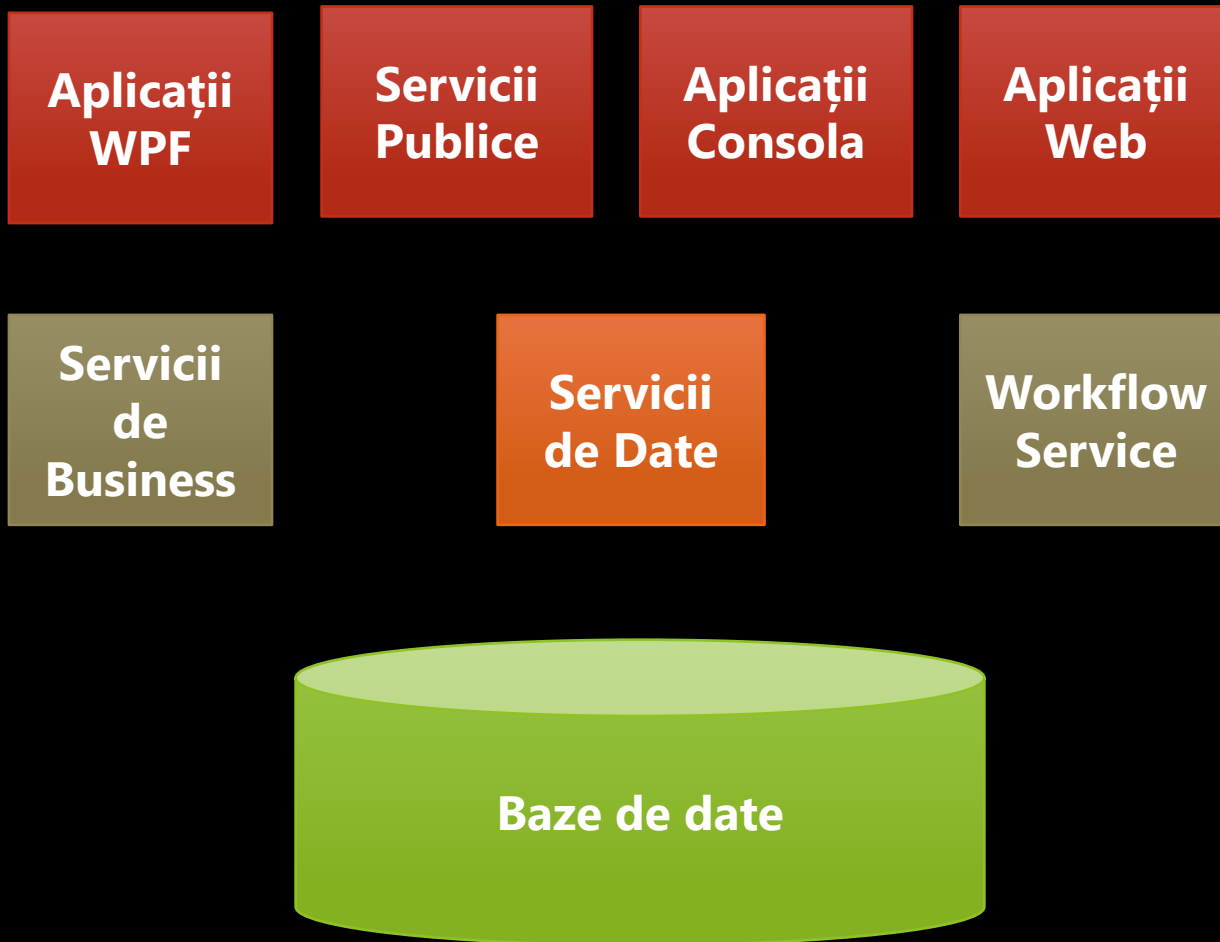 Aplicații
WPF
Servicii
Publice
Aplicații
Consola
Aplicații
Web
Servicii
de
Business
Servicii
de Date
Workflow
Service
Baze de date